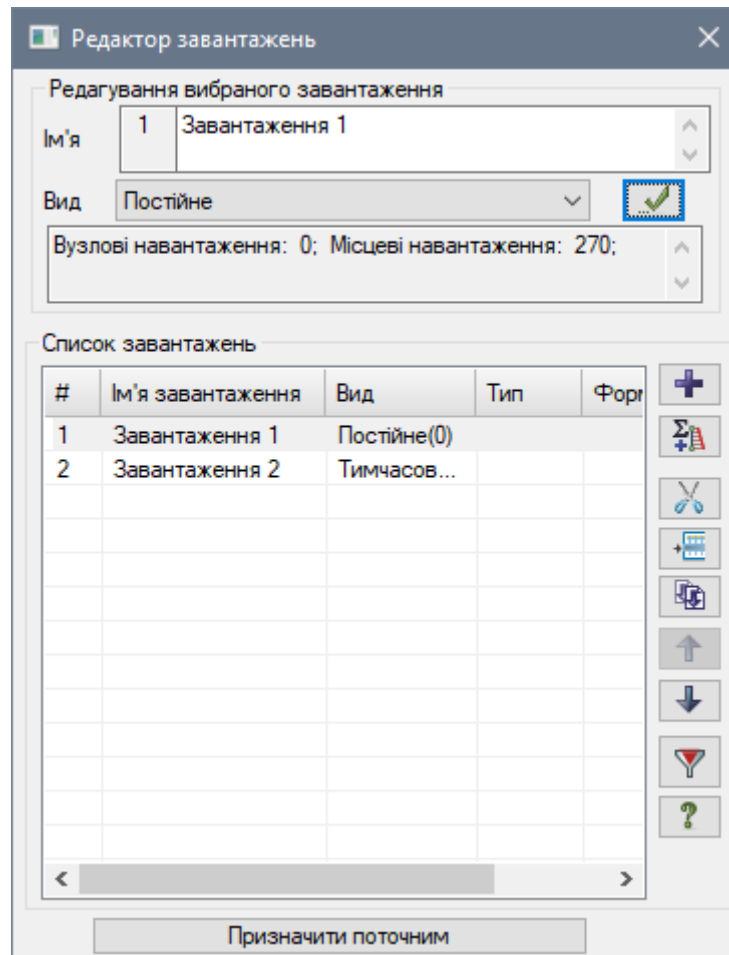 Редактор завантажень
Редагування вибраного завантаження
Ім'я 1 Завантаження 1
Вид Постійне
Вузлові навантаження: 0; Місцеві навантаження: 270;
Список завантажень
# Ім'я завантаження Вид Тип Форм
1 Завантаження 1 Постійне(0)
2 Завантаження 2 Тимчасов...
Призначити поточним